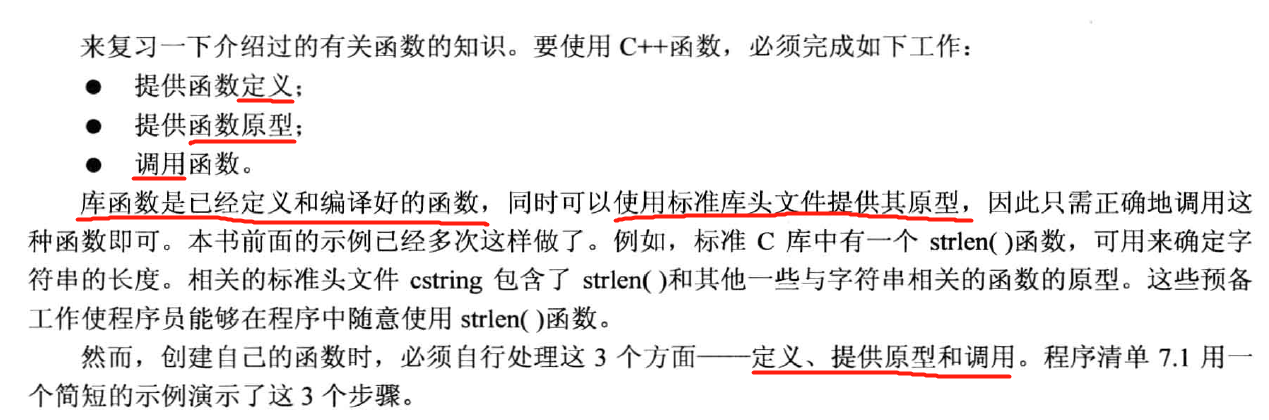 来复习一下介绍过的有关函数的知识。要使用 C++函数，必须完成如下工作：
● 提供函数定义；
● 提供函数原型；
● 调用函数。
库函数是已经定义和编译好的函数，同时可以使用标准库头文件提供其原型，因此只需正确地调用这
种函数即可。本书前面的示例已经多次这样做了。例如，标准 C 库中有一个 strlen( )函数，可用来确定字
符串的长度。相关的标准头文件 cstring 包含了 strlen( )和其他一些与字符串相关的函数的原型。这些预备
工作使程序员能够在程序中随意使用 strlen( )函数。
然而，创建自己的函数时，必须自行处理这 3 个方面——定义、提供原型和调用。程序清单 7.1 用一
个简短的示例演示了这 3 个步骤。